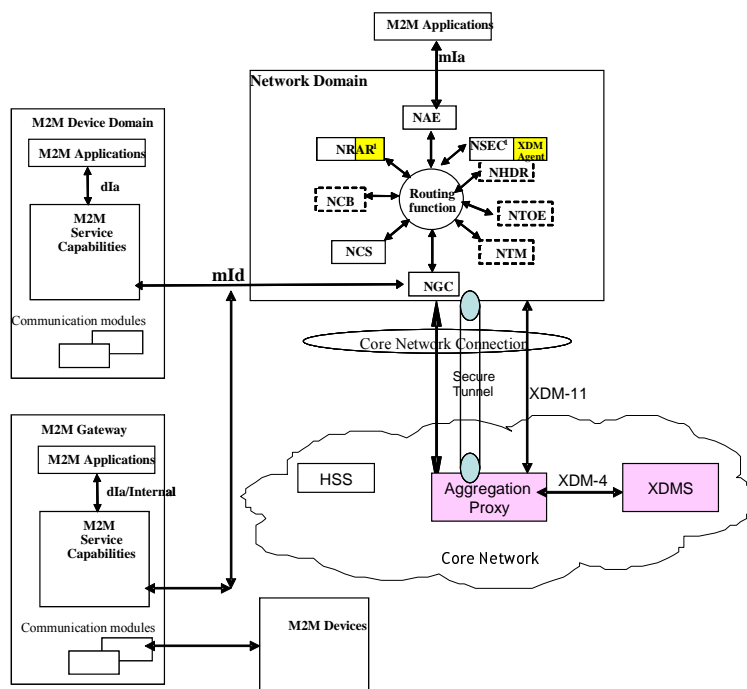 M2M Applications
mIa
Network Domain
NAE
NRAR¹
NSEC¹
XDM
Agent
NHDR
Routing
function
NCB
NTOE
NCS
NTM
NGC
M2M Device Domain
M2M Applications
dIa
M2M
Service
Capabilities
mId
Communication modules
Core Network Connection
Secure
Tunnel
XDM-11
M2M Gateway
M2M Applications
dIa/Internal
M2M
Service
Capabilities
Communication modules
M2M Devices
HSS
Aggregation
Proxy
XDM-4
XDMS
Core Network